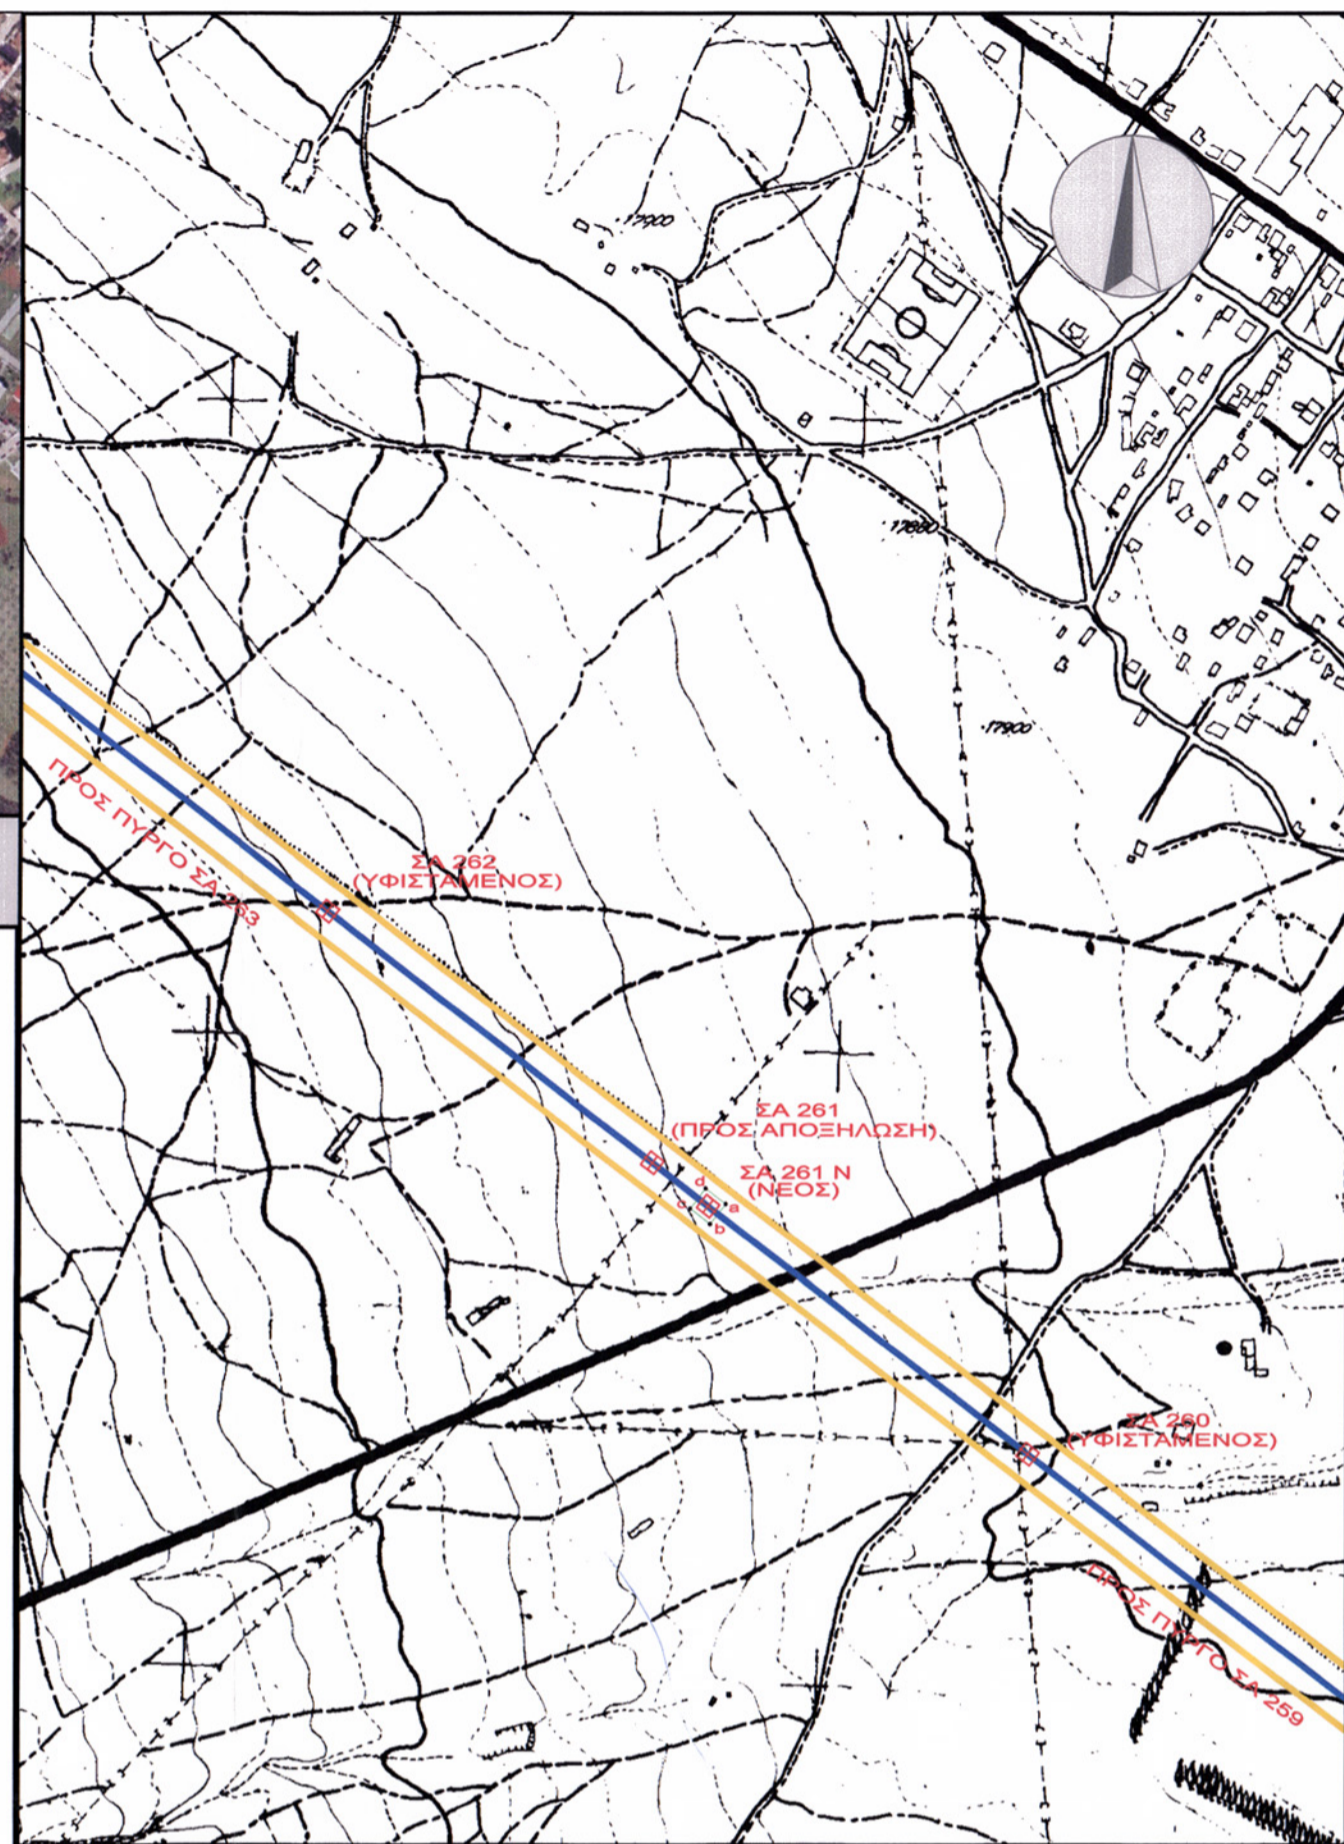 17900
17880
17900
ΠΡΟΣ ΠΥΡΓΟ ΣΑ 263
ΣΑ 262
(ΥΦΙΣΤΑΜΕΝΟΣ)
ΣΑ 261
(ΠΡΟΣ ΑΠΟΞΗΛΩΣΗ)
ΣΑ 261 Ν
(ΝΕΟΣ)
d
c
a
b
ΣΑ 260
(ΥΦΙΣΤΑΜΕΝΟΣ)
ΠΡΟΣ ΠΥΡΓΟ ΣΑ 259